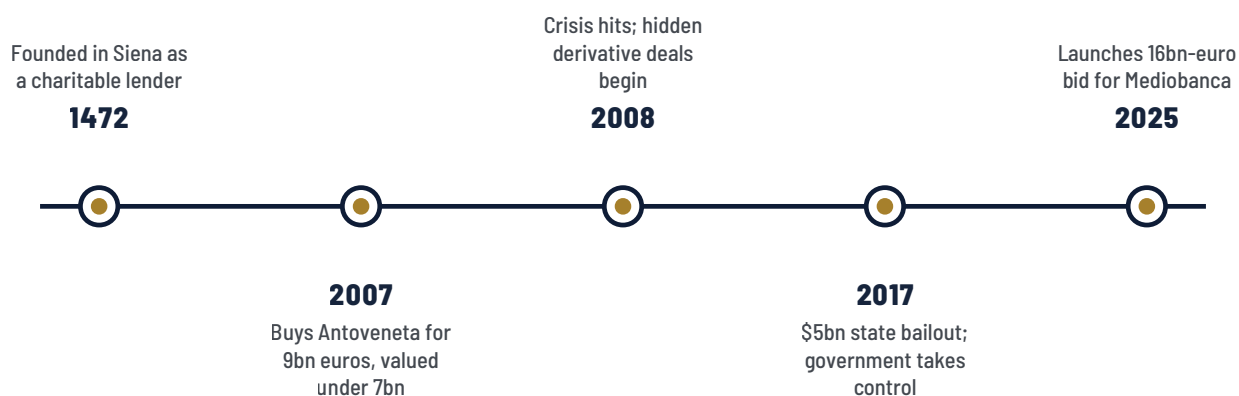 Founded in Siena as
a charitable lender
1472
2007
Buys Antoveneta for
9bn euros, valued
under 7bn
Crisis hits; hidden
derivative deals
begin
2008
2017
$5bn state bailout;
government takes
control
Launches 16bn-euro
bid for Mediobanca
2025